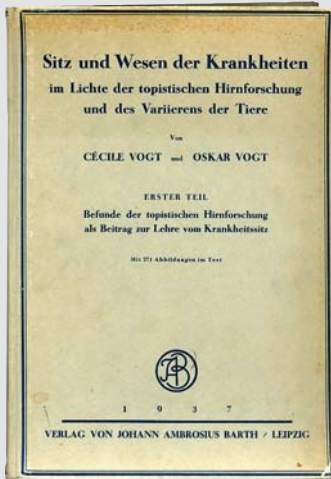 Sitz und Wesen der Krankheiten
im Lichte der topistischen Hirnforschung
und des Variierens der Tiere
Von
CÉCILE VOGT und OSKAR VOGT
ERSTER TEIL
Befunde der topistischen Hirnforschung
als Beitrag zur Lehre vom Krankheitssitz
Mit 271 Abbildungen im Text
JAB
1 9 3 7
VERLAG VON JOHANN AMBROSIUS BARTH / LEIPZIG